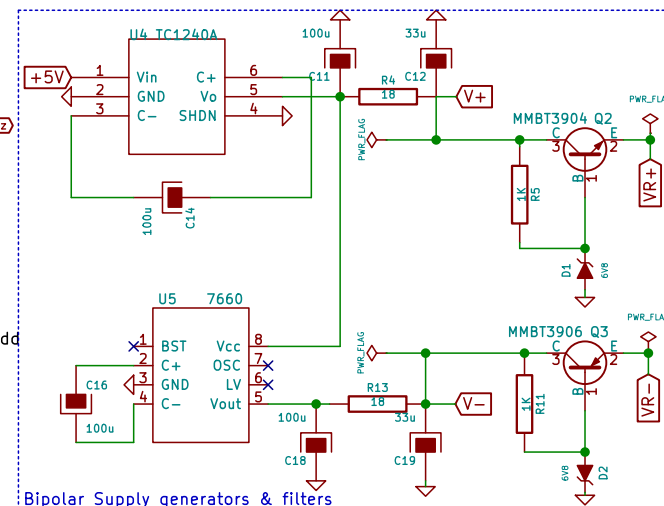 U4 TC1240A
+5V
1 Vin
2 GND
3 C-
C+ 6
Vo 5
SHDN 4
100u
C14
100u
C11
R4
18
33u
C12
V+
PWR_FLAG
MMBT3904 Q2
C
3
E
2
B
1
1K
R5
D1
6V8
PWR_FLA
VR+
z
dd
U5 7660
1 BST
2 C+
3 GND
4 C-
Vcc 8
OSC 7
LV 6
Vout 5
C16
100u
100u
C18
R13
18
33u
C19
V-
PWR_FLAG
MMBT3906 Q3
C
3
E
2
B
1
1K
R11
6V8
D2
PWR_FLA
VR-
Bipolar Supply generators & filters